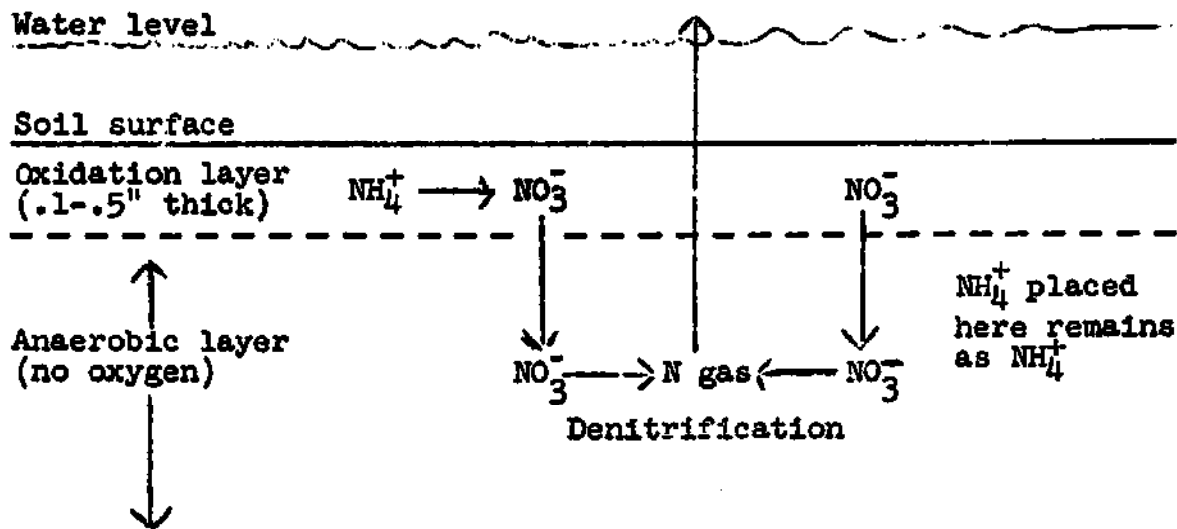 Water level
Soil surface
Oxidation layer
(.1-.5" thick)
NH₄⁺
NO₃⁻
NO₃⁻
NH₄⁺ placed
here remains
as NH₄⁺
Anaerobic layer
(no oxygen)
NO₃⁻
N gas
NO₃⁻
Denitrification